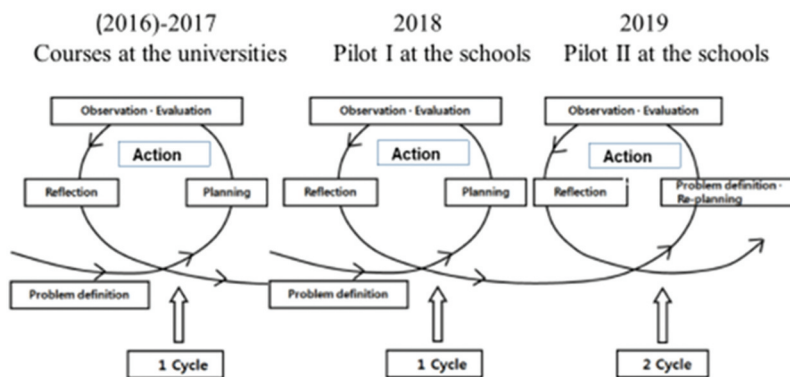 (2016)-2017
Courses at the universities
2018
Pilot I at the schools
2019
Pilot II at the schools
Observation · Evaluation
Action
Reflection
Planning
Problem definition
1 Cycle
Observation · Evaluation
Action
Reflection
Planning
Problem definition
1 Cycle
Observation · Evaluation
Action
Reflection
Problem definition ·
Re-planning
2 Cycle